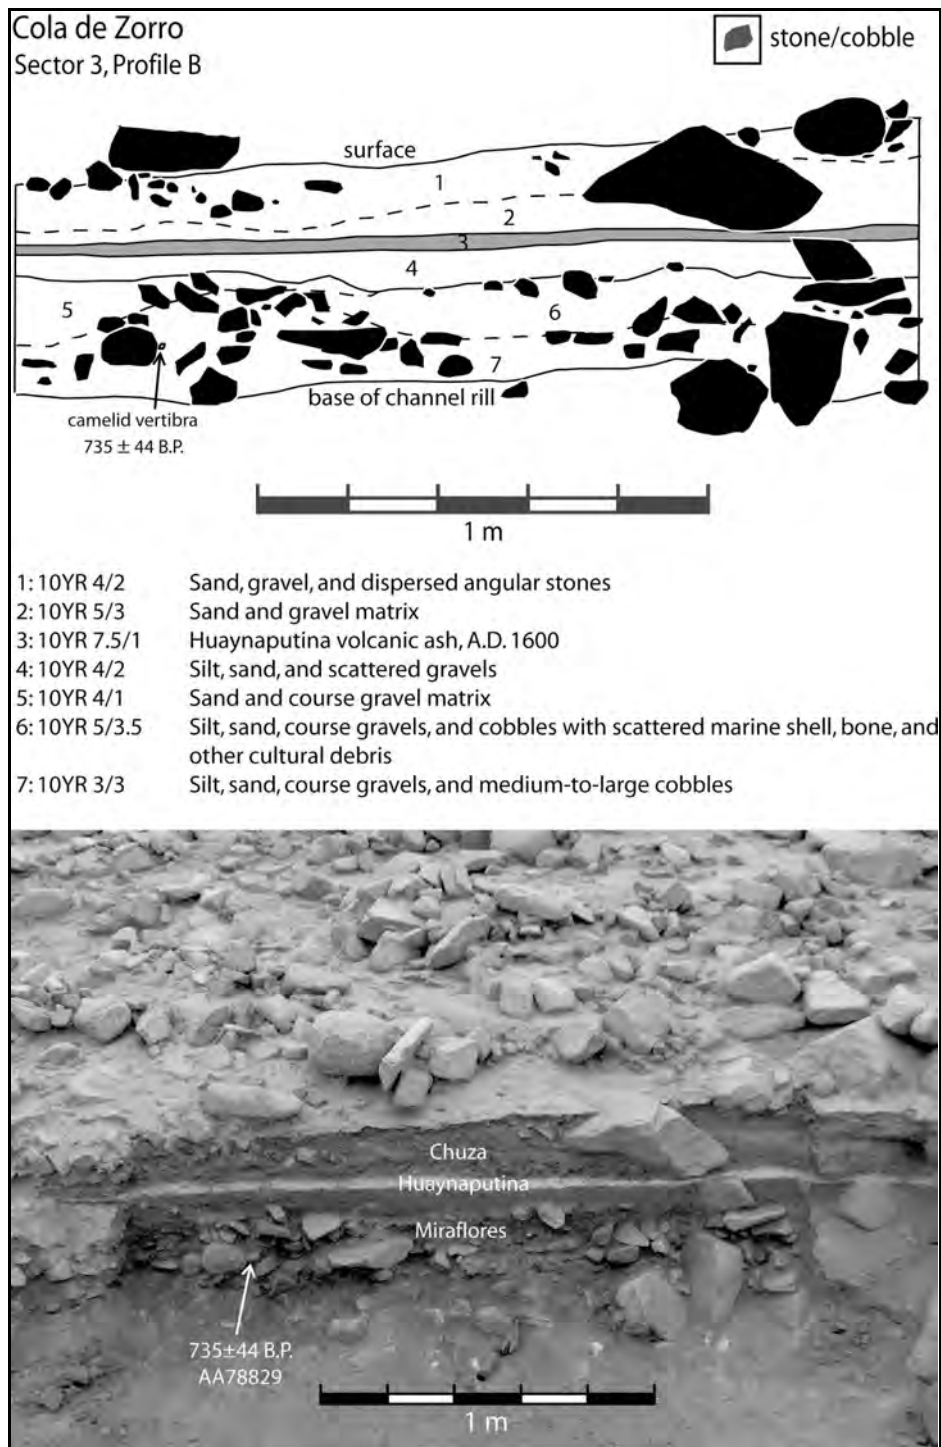 Cola de Zorro
Sector 3, Profile B
stone/cobble
surface
1
2
3
4
5
6
7
base of channel rill
camelid vertibra
735 ± 44 B.P.
1 m
1: 10YR 4/2 Sand, gravel, and dispersed angular stones
2: 10YR 5/3 Sand and gravel matrix
3: 10YR 7.5/1 Huaynaputina volcanic ash, A.D. 1600
4: 10YR 4/2 Silt, sand, and scattered gravels
5: 10YR 4/1 Sand and course gravel matrix
6: 10YR 5/3.5 Silt, sand, course gravels, and cobbles with scattered marine shell, bone, and
other cultural debris
7: 10YR 3/3 Silt, sand, course gravels, and medium-to-large cobbles
Chuza
Huaynaputina
Miraflores
735±44 B.P.
AA78829
1 m